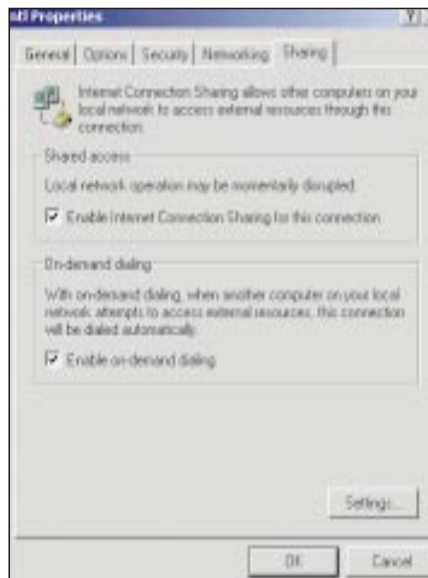 ntl Properties
General Options Security Networking Sharing
Internet Connection Sharing allows other computers on your
local network to access external resources through this
connection.
Shared access
Local network operation may be momentarily disrupted.
Enable Internet Connection Sharing for this connection
On-demand dialing
With on-demand dialing, when another computer on your local
network attempts to access external resources, this connection
will be dialed automatically.
Enable on-demand dialing
Settings...
OK Cancel